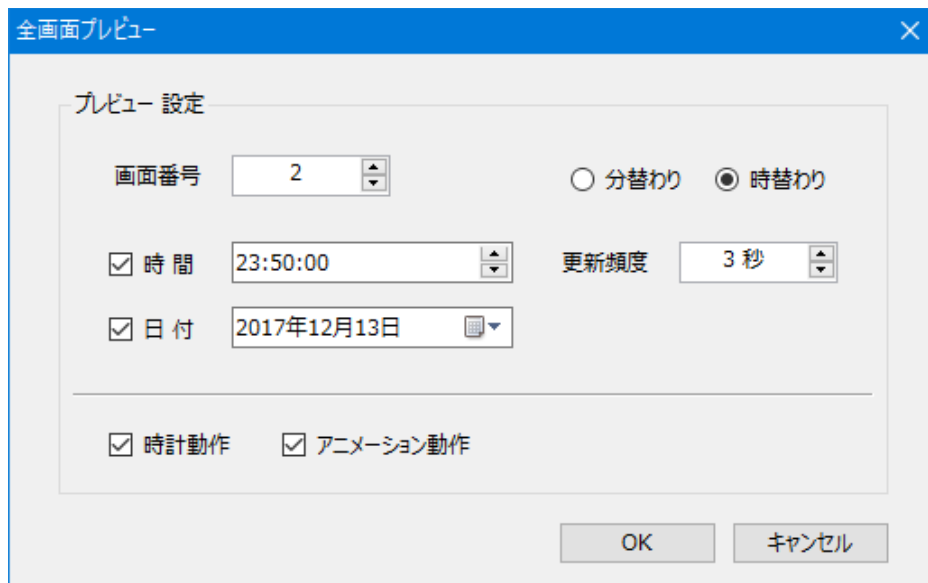 全画面プレビュー
プレビュー 設定
画面番号 2 分替わり 時替わり
時 間 23:50:00 更新頻度 3 秒
日 付 2017年12月13日
時計動作 アニメーション動作
OK キャンセル